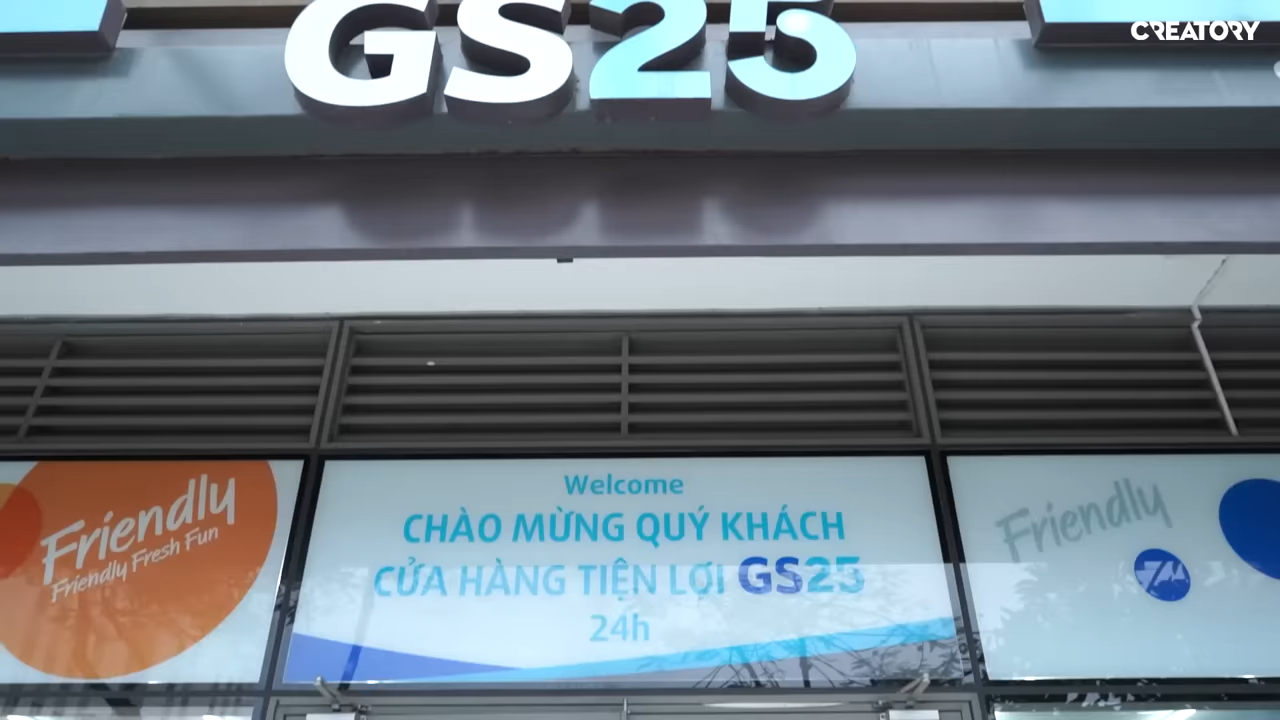 GS25
CREATORY
Friendly
Friendly Fresh Fun
Welcome
CHÀO MỪNG QUÝ KHÁCH
CỬA HÀNG TIỆN LỢI GS25
24h
Friendly